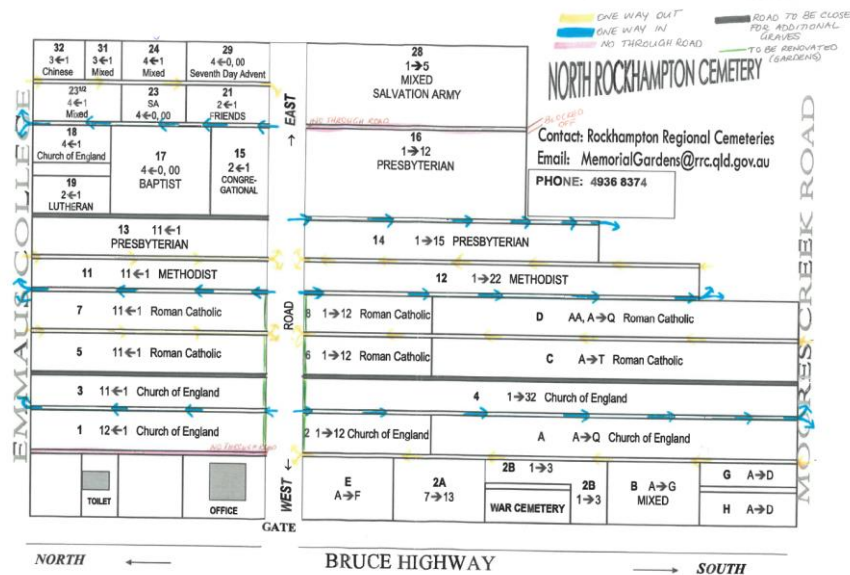 ONE WAY OUT
ONE WAY IN
NO THROUGH ROAD
ROAD TO BE CLOSE
FOR ADDITIONAL
GRAVES
TO BE RENOVATED
(GARDENS)
NORTH ROCKHAMPTON CEMETERY
Contact: Rockhampton Regional Cemeteries
Email: MemorialGardens@rrc.qld.gov.au
PHONE: 4936 8374
EMMAUS COLLEGE
MOORES CREEK ROAD
32
3←1
Chinese
31
3←1
Mixed
24
4←1
Mixed
29
4←0, 00
Seventh Day Advent
23 1/2
4←1
Mixed
23
SA
4←0, 00
21
2←1
FRIENDS
18
4←1
Church of England
19
2←1
LUTHERAN
17
4←0, 00
BAPTIST
15
2←1
CONGRE-
GATIONAL
13 11←1
PRESBYTERIAN
11 11←1 METHODIST
7 11←1 Roman Catholic
5 11←1 Roman Catholic
3 11←1 Church of England
1 12←1 Church of England
NO THROUGH ROAD
TOILET
OFFICE
→ EAST
ROAD
WEST ←
GATE
28
1→5
MIXED
SALVATION ARMY
NO THROUGH ROAD
BLOCKED
OFF
16
1→12
PRESBYTERIAN
14 1→15 PRESBYTERIAN
12 1→22 METHODIST
8 1→12 Roman Catholic
D AA, A→Q Roman Catholic
6 1→12 Roman Catholic
C A→T Roman Catholic
4 1→32 Church of England
2 1→12 Church of England
A A→Q Church of England
E
A→F
2A
7→13
2B 1→3
WAR CEMETERY
2B
1→3
B A→G
MIXED
G A→D
H A→D
NORTH ←
BRUCE HIGHWAY
→ SOUTH